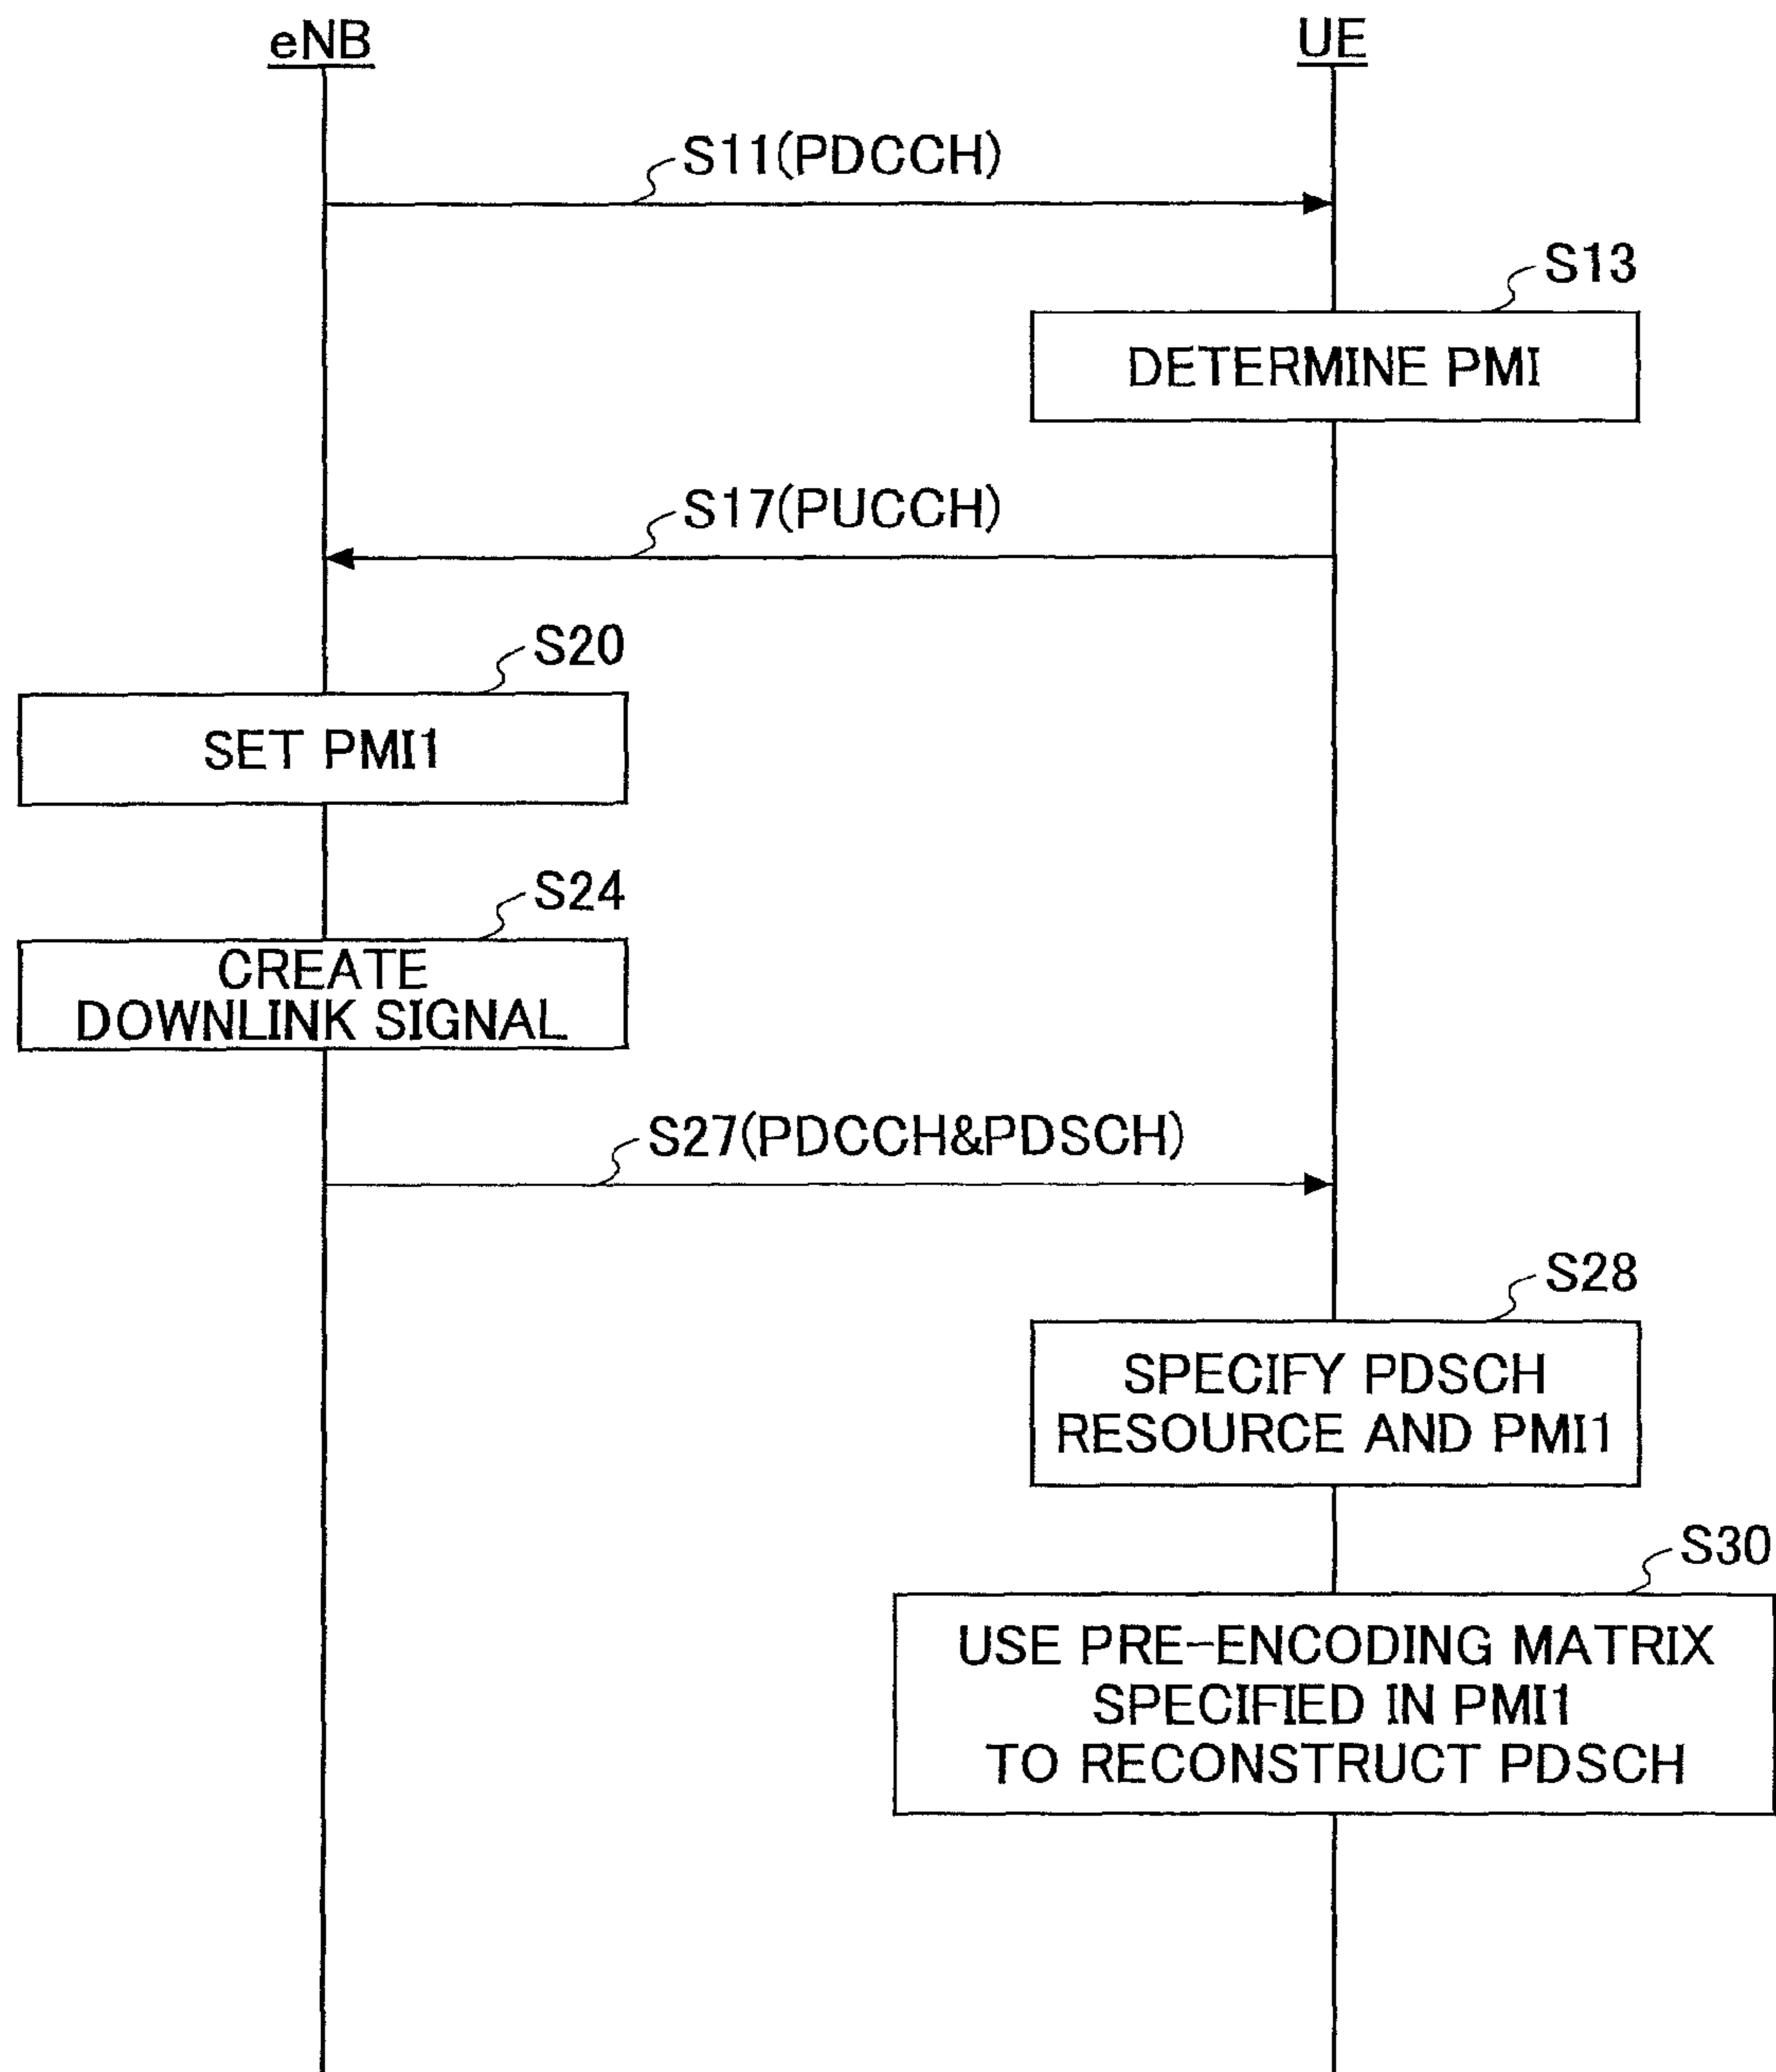 eNB
UE
S11(PDCCH)
S13
DETERMINE PMI
S17(PUCCH)
S20
SET PMI1
S24
CREATE
DOWNLINK SIGNAL
S27(PDCCH&PDSCH)
S28
SPECIFY PDSCH
RESOURCE AND PMI1
S30
USE PRE-ENCODING MATRIX
SPECIFIED IN PMI1
TO RECONSTRUCT PDSCH